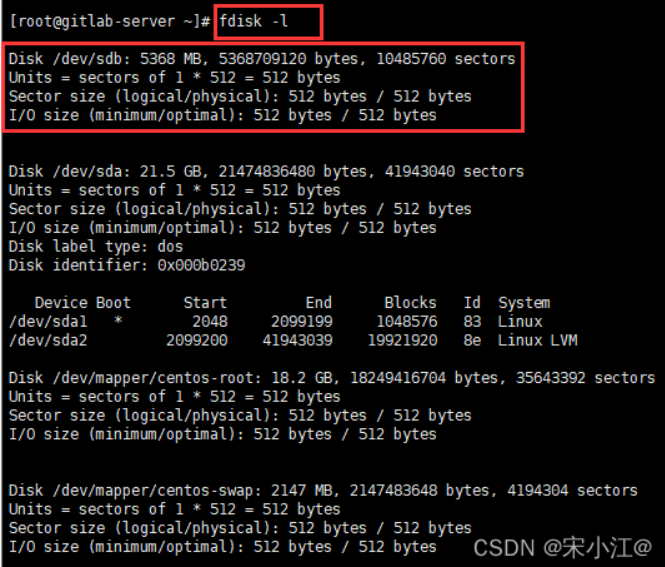 [root@gitlab-server ~]# fdisk -l
Disk /dev/sdb: 5368 MB, 5368709120 bytes, 10485760 sectors
Units = sectors of 1 * 512 = 512 bytes
Sector size (logical/physical): 512 bytes / 512 bytes
I/O size (minimum/optimal): 512 bytes / 512 bytes
Disk /dev/sda: 21.5 GB, 21474836480 bytes, 41943040 sectors
Units = sectors of 1 * 512 = 512 bytes
Sector size (logical/physical): 512 bytes / 512 bytes
I/O size (minimum/optimal): 512 bytes / 512 bytes
Disk label type: dos
Disk identifier: 0x000b0239
Device Boot Start End Blocks Id System
/dev/sda1 * 2048 2099199 1048576 83 Linux
/dev/sda2 2099200 41943039 19921920 8e Linux LVM
Disk /dev/mapper/centos-root: 18.2 GB, 18249416704 bytes, 35643392 sectors
Units = sectors of 1 * 512 = 512 bytes
Sector size (logical/physical): 512 bytes / 512 bytes
I/O size (minimum/optimal): 512 bytes / 512 bytes
Disk /dev/mapper/centos-swap: 2147 MB, 2147483648 bytes, 4194304 sectors
Units = sectors of 1 * 512 = 512 bytes
Sector size (logical/physical): 512 bytes / 512 bytes
I/O size (minimum/optimal): 512 bytes / 512 bytes
CSDN @宋小江@